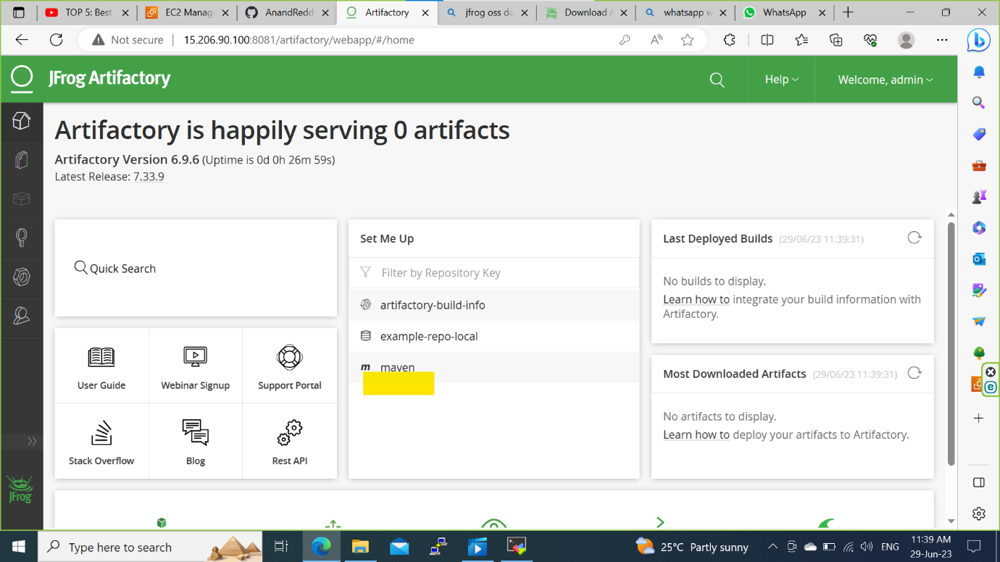 TOP 5: Best
EC2 Manag
AnandRedd
Artifactory
jfrog oss do
Download A
whatsapp w
WhatsApp
Not secure
15.206.90.100:8081/artifactory/webapp/#/home
JFrog Artifactory
Help
Welcome, admin
Artifactory is happily serving 0 artifacts
Artifactory Version 6.9.6 (Uptime is 0d 0h 26m 59s)
Latest Release: 7.33.9
Quick Search
User Guide
Webinar Signup
Support Portal
Stack Overflow
Blog
Rest API
Set Me Up
Filter by Repository Key
artifactory-build-info
example-repo-local
m maven
Last Deployed Builds (29/06/23 11:39:31)
No builds to display.
Learn how to integrate your build information with
Artifactory.
Most Downloaded Artifacts (29/06/23 11:39:31)
No artifacts to display.
Learn how to deploy your artifacts to Artifactory.
JFrog
Type here to search
25°C Partly sunny
ENG
11:39 AM
29-Jun-23